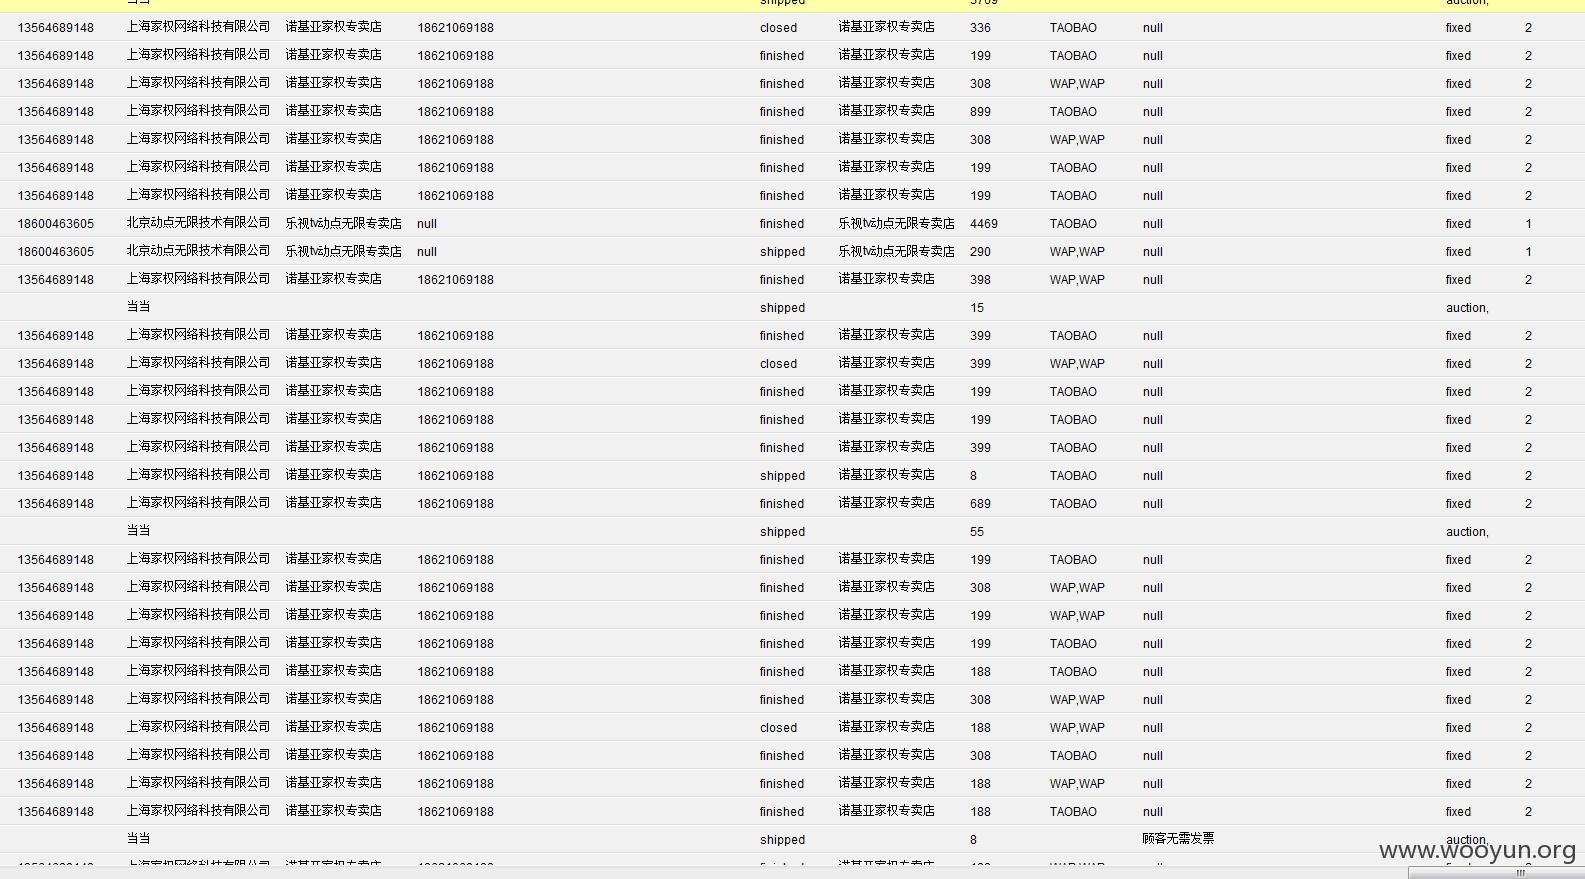 当当 shipped 3769 auction,
13564689148 上海家权网络科技有限公司 诺基亚家权专卖店 18621069188 closed 诺基亚家权专卖店 336 TAOBAO null fixed 2
13564689148 上海家权网络科技有限公司 诺基亚家权专卖店 18621069188 finished 诺基亚家权专卖店 199 TAOBAO null fixed 2
13564689148 上海家权网络科技有限公司 诺基亚家权专卖店 18621069188 finished 诺基亚家权专卖店 308 WAP,WAP null fixed 2
13564689148 上海家权网络科技有限公司 诺基亚家权专卖店 18621069188 finished 诺基亚家权专卖店 899 TAOBAO null fixed 2
13564689148 上海家权网络科技有限公司 诺基亚家权专卖店 18621069188 finished 诺基亚家权专卖店 308 WAP,WAP null fixed 2
13564689148 上海家权网络科技有限公司 诺基亚家权专卖店 18621069188 finished 诺基亚家权专卖店 199 TAOBAO null fixed 2
13564689148 上海家权网络科技有限公司 诺基亚家权专卖店 18621069188 finished 诺基亚家权专卖店 199 TAOBAO null fixed 2
18600463605 北京动点无限技术有限公司 乐视tv动点无限专卖店 null finished 乐视tv动点无限专卖店 4469 TAOBAO null fixed 1
18600463605 北京动点无限技术有限公司 乐视tv动点无限专卖店 null shipped 乐视tv动点无限专卖店 290 WAP,WAP null fixed 1
13564689148 上海家权网络科技有限公司 诺基亚家权专卖店 18621069188 finished 诺基亚家权专卖店 398 WAP,WAP null fixed 2
当当 shipped 15 auction,
13564689148 上海家权网络科技有限公司 诺基亚家权专卖店 18621069188 finished 诺基亚家权专卖店 399 TAOBAO null fixed 2
13564689148 上海家权网络科技有限公司 诺基亚家权专卖店 18621069188 closed 诺基亚家权专卖店 399 WAP,WAP null fixed 2
13564689148 上海家权网络科技有限公司 诺基亚家权专卖店 18621069188 finished 诺基亚家权专卖店 199 TAOBAO null fixed 2
13564689148 上海家权网络科技有限公司 诺基亚家权专卖店 18621069188 finished 诺基亚家权专卖店 199 TAOBAO null fixed 2
13564689148 上海家权网络科技有限公司 诺基亚家权专卖店 18621069188 finished 诺基亚家权专卖店 399 TAOBAO null fixed 2
13564689148 上海家权网络科技有限公司 诺基亚家权专卖店 18621069188 shipped 诺基亚家权专卖店 8 TAOBAO null fixed 2
13564689148 上海家权网络科技有限公司 诺基亚家权专卖店 18621069188 finished 诺基亚家权专卖店 689 TAOBAO null fixed 2
当当 shipped 55 auction,
13564689148 上海家权网络科技有限公司 诺基亚家权专卖店 18621069188 finished 诺基亚家权专卖店 199 TAOBAO null fixed 2
13564689148 上海家权网络科技有限公司 诺基亚家权专卖店 18621069188 finished 诺基亚家权专卖店 308 WAP,WAP null fixed 2
13564689148 上海家权网络科技有限公司 诺基亚家权专卖店 18621069188 finished 诺基亚家权专卖店 199 WAP,WAP null fixed 2
13564689148 上海家权网络科技有限公司 诺基亚家权专卖店 18621069188 finished 诺基亚家权专卖店 199 TAOBAO null fixed 2
13564689148 上海家权网络科技有限公司 诺基亚家权专卖店 18621069188 finished 诺基亚家权专卖店 188 TAOBAO null fixed 2
13564689148 上海家权网络科技有限公司 诺基亚家权专卖店 18621069188 finished 诺基亚家权专卖店 308 WAP,WAP null fixed 2
13564689148 上海家权网络科技有限公司 诺基亚家权专卖店 18621069188 closed 诺基亚家权专卖店 188 WAP,WAP null fixed 2
13564689148 上海家权网络科技有限公司 诺基亚家权专卖店 18621069188 finished 诺基亚家权专卖店 308 TAOBAO null fixed 2
13564689148 上海家权网络科技有限公司 诺基亚家权专卖店 18621069188 finished 诺基亚家权专卖店 188 WAP,WAP null fixed 2
13564689148 上海家权网络科技有限公司 诺基亚家权专卖店 18621069188 finished 诺基亚家权专卖店 188 TAOBAO null fixed 2
当当 shipped 8 顾客无需发票 auction,
www.wooyun.org